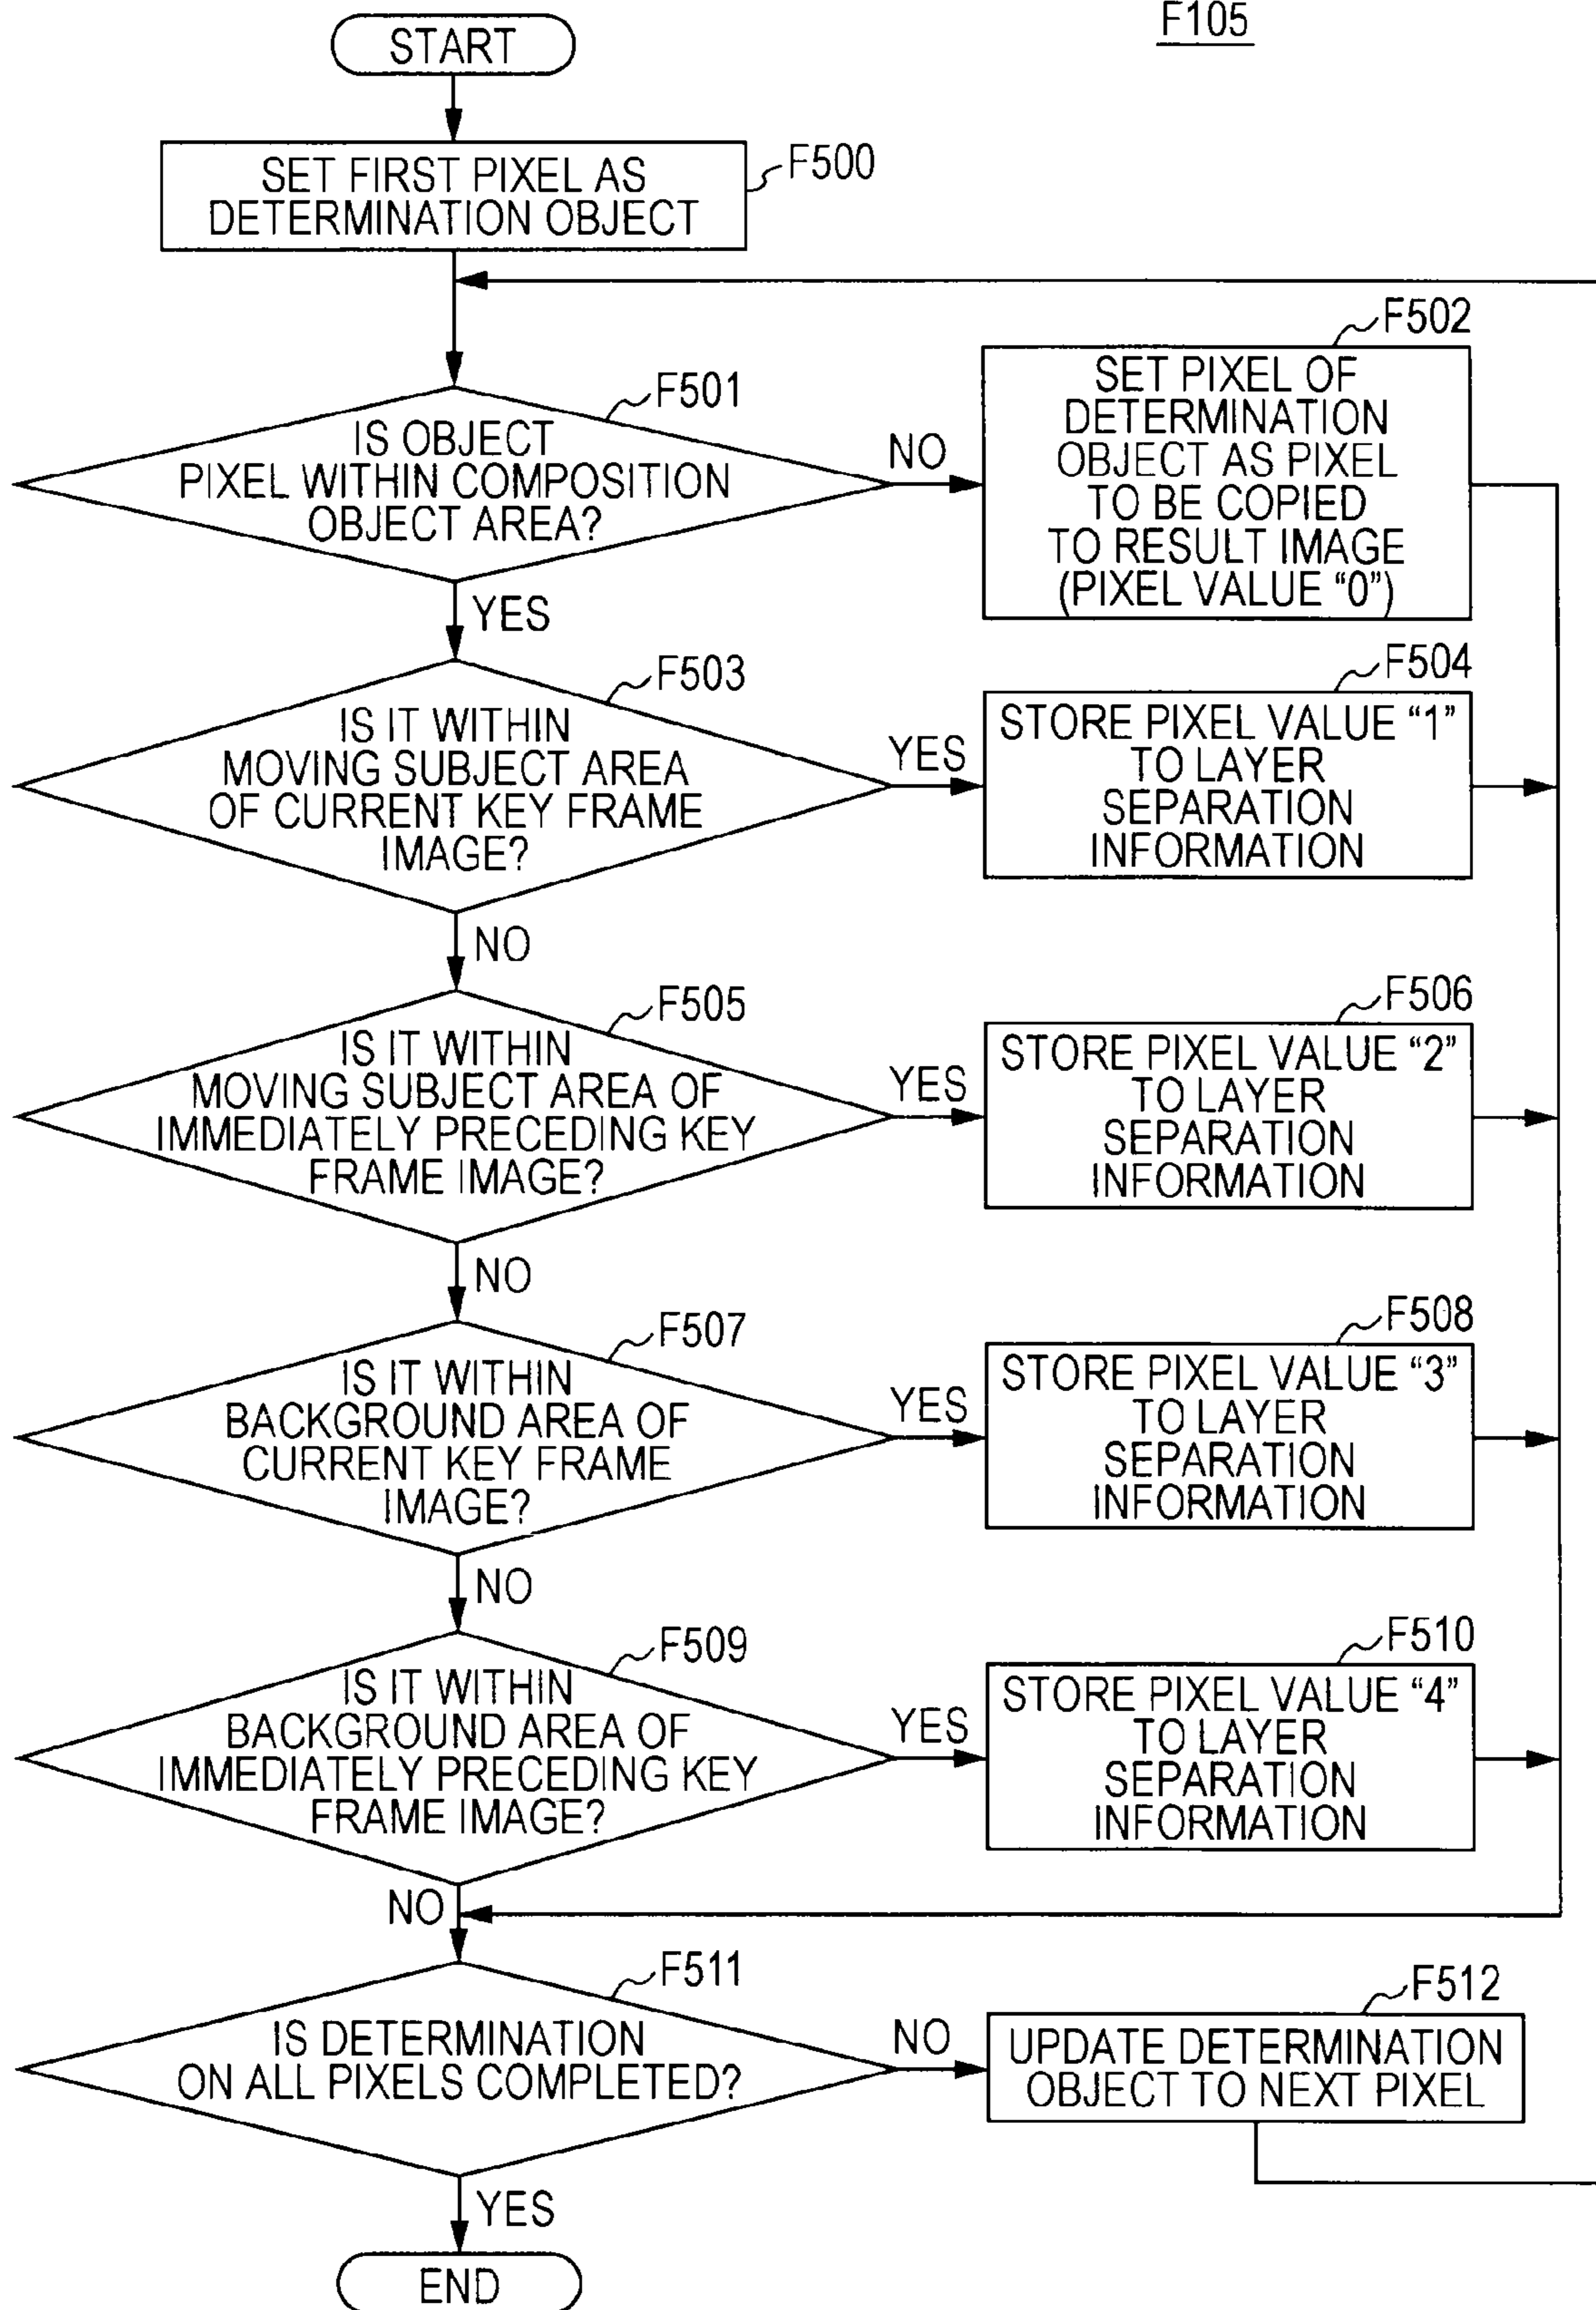 F105
START
F500
SET FIRST PIXEL AS
DETERMINATION OBJECT
F501
IS OBJECT
PIXEL WITHIN COMPOSITION
OBJECT AREA?
NO
YES
F502
SET PIXEL OF
DETERMINATION
OBJECT AS PIXEL
TO BE COPIED
TO RESULT IMAGE
(PIXEL VALUE “0”)
F503
IS IT WITHIN
MOVING SUBJECT AREA
OF CURRENT KEY FRAME
IMAGE?
YES
NO
F504
STORE PIXEL VALUE “1”
TO LAYER
SEPARATION
INFORMATION
F505
IS IT WITHIN
MOVING SUBJECT AREA OF
IMMEDIATELY PRECEDING KEY
FRAME IMAGE?
YES
NO
F506
STORE PIXEL VALUE “2”
TO LAYER
SEPARATION
INFORMATION
F507
IS IT WITHIN
BACKGROUND AREA OF
CURRENT KEY FRAME
IMAGE?
YES
NO
F508
STORE PIXEL VALUE “3”
TO LAYER
SEPARATION
INFORMATION
F509
IS IT WITHIN
BACKGROUND AREA OF
IMMEDIATELY PRECEDING KEY
FRAME IMAGE?
YES
NO
F510
STORE PIXEL VALUE “4”
TO LAYER
SEPARATION
INFORMATION
F511
IS DETERMINATION
ON ALL PIXELS COMPLETED?
NO
YES
F512
UPDATE DETERMINATION
OBJECT TO NEXT PIXEL
END